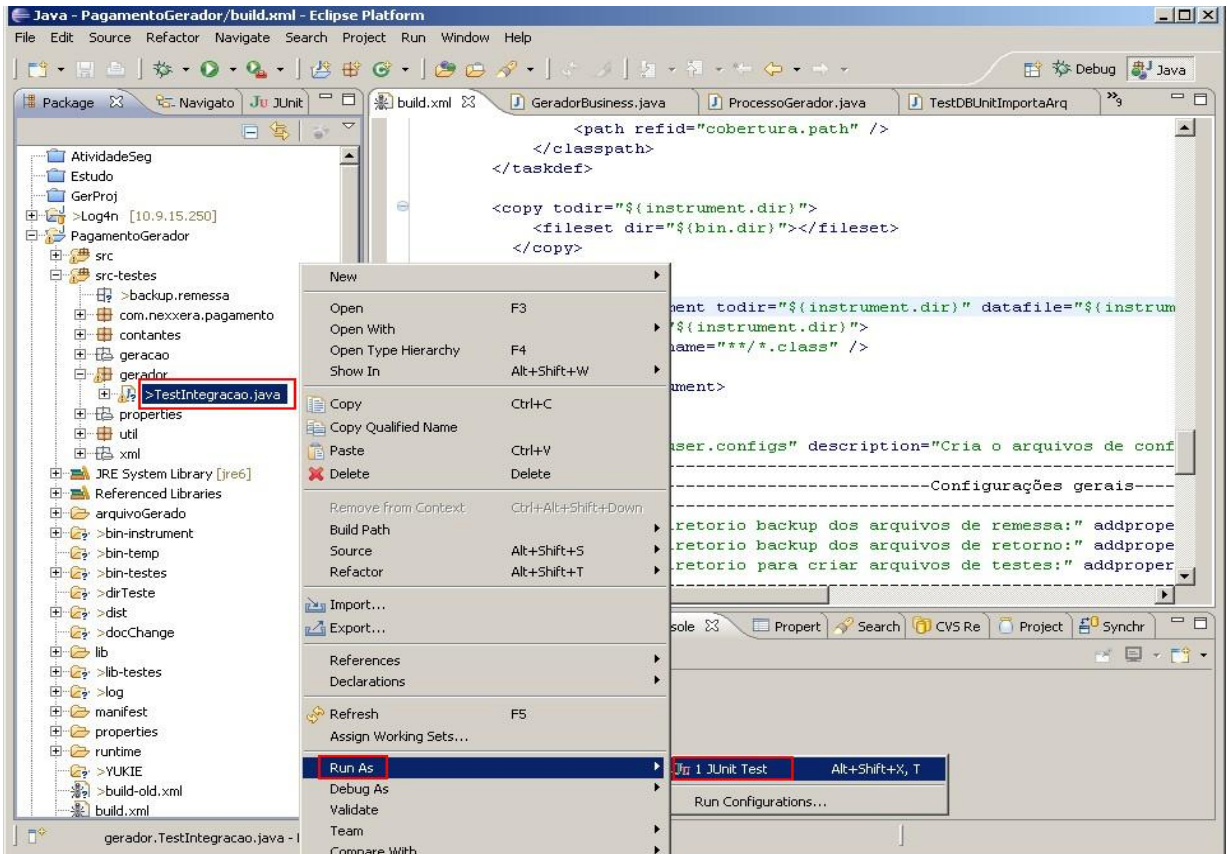 Java - PagamentoGerador/build.xml - Eclipse Platform
File Edit Source Refactor Navigate Search Project Run Window Help
Debug Java
Package Navigato JUnit
build.xml GeradorBusiness.java ProcessoGerador.java TestDBUnitImportaArq »9
AtividadeSeg
Estudo
GerProj
>Log4n [10.9.15.250]
PagamentoGerador
src
src-testes
>backup.remessa
com.nexxera.pagamento
contantes
geracao
gerador
>TestIntegracao.java
properties
util
xml
JRE System Library [jre6]
Referenced Libraries
arquivoGerado
>bin-instrument
>bin-temp
>bin-testes
>dirTeste
>dist
>docChange
lib
>lib-testes
>log
manifest
properties
runtime
>YUKIE
>build-old.xml
build.xml
<path refid="cobertura.path" />
</classpath>
</taskdef>
<copy todir="${instrument.dir}">
<fileset dir="${bin.dir}"></fileset>
</copy>
ment todir="${instrument.dir}" datafile="${instrum
"${instrument.dir}">
name="**/*.class" />
ument>
user.configs" description="Cria o arquivos de conf
-Configurações gerais----
iretorio backup dos arquivos de remessa:" addprope
iretorio backup dos arquivos de retorno:" addprope
iretorio para criar arquivos de testes:" addproper
New
Open F3
Open With
Open Type Hierarchy F4
Show In Alt+Shift+W
Copy Ctrl+C
Copy Qualified Name
Paste Ctrl+V
Delete Delete
Remove from Context Ctrl+Alt+Shift+Down
Build Path
Source Alt+Shift+S
Refactor Alt+Shift+T
Import...
Export...
References
Declarations
Refresh F5
Assign Working Sets...
Run As
Debug As
Validate
Team
Compare With
sole Propert Search CVS Re Project Synchr
1 JUnit Test Alt+Shift+X, T
Run Configurations...
gerador.TestIntegracao.java -